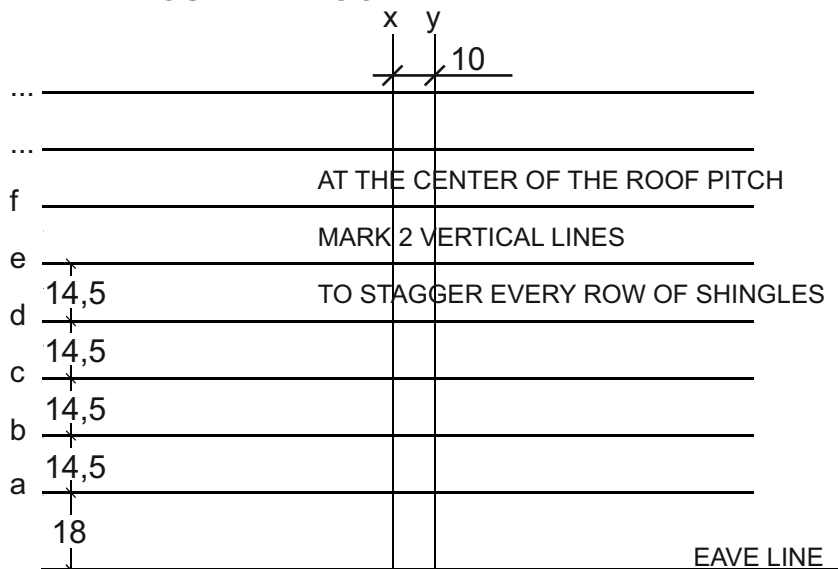 x y
10
...
...
AT THE CENTER OF THE ROOF PITCH
f
MARK 2 VERTICAL LINES
e
14,5 TO STAGGER EVERY ROW OF SHINGLES
d
14,5
c
14,5
b
14,5
a
18
EAVE LINE